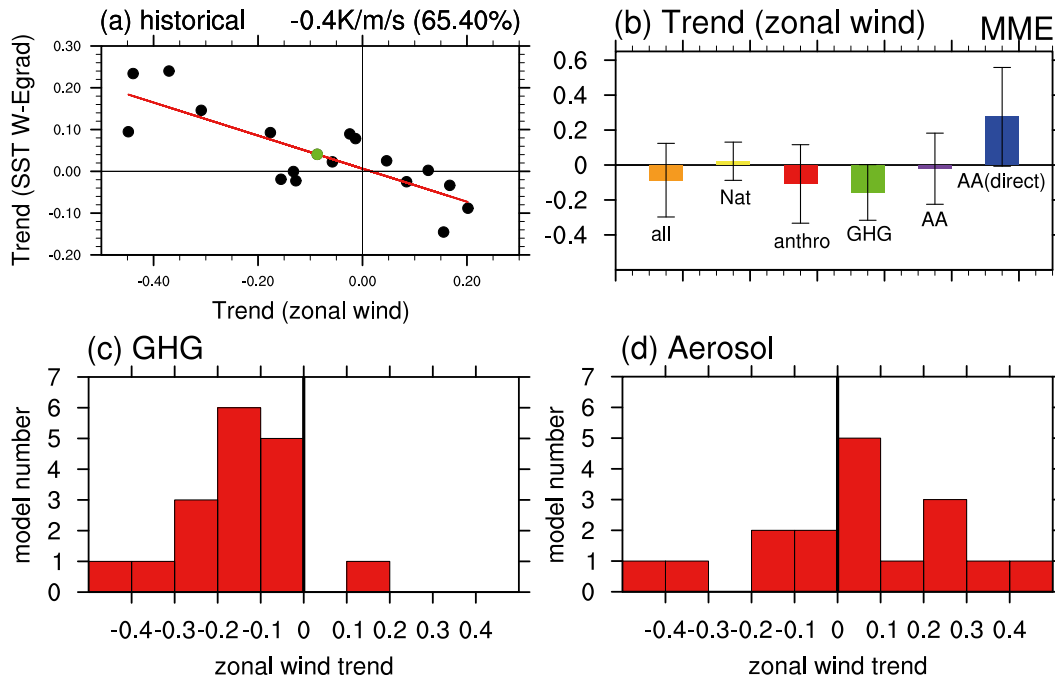 (a) historical -0.4K/m/s (65.40%)
Trend (SST W-Egrad)
0.30
0.20
0.10
0.00
-0.10
-0.20
-0.40 -0.20 0.00 0.20
Trend (zonal wind)
(b) Trend (zonal wind) MME
0.6
0.4
0.2
0
-0.2
-0.4
all
Nat
anthro
GHG
AA
AA(direct)
(c) GHG
model number
7
6
5
4
3
2
1
0
-0.4 -0.3 -0.2 -0.1 0 0.1 0.2 0.3 0.4
zonal wind trend
(d) Aerosol
model number
7
6
5
4
3
2
1
0
-0.4 -0.3 -0.2 -0.1 0 0.1 0.2 0.3 0.4
zonal wind trend